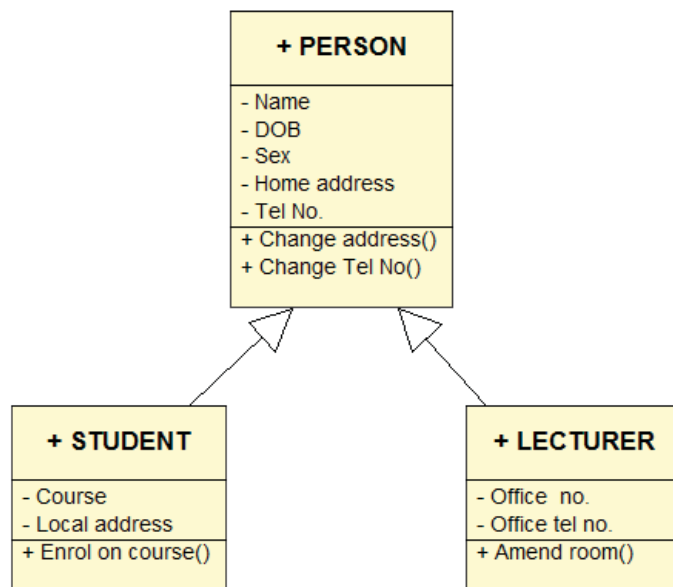 + PERSON
- Name
- DOB
- Sex
- Home address
- Tel No.
+ Change address()
+ Change Tel No()
+ STUDENT
- Course
- Local address
+ Enrol on course()
+ LECTURER
- Office  no.
- Office tel no.
+ Amend room()